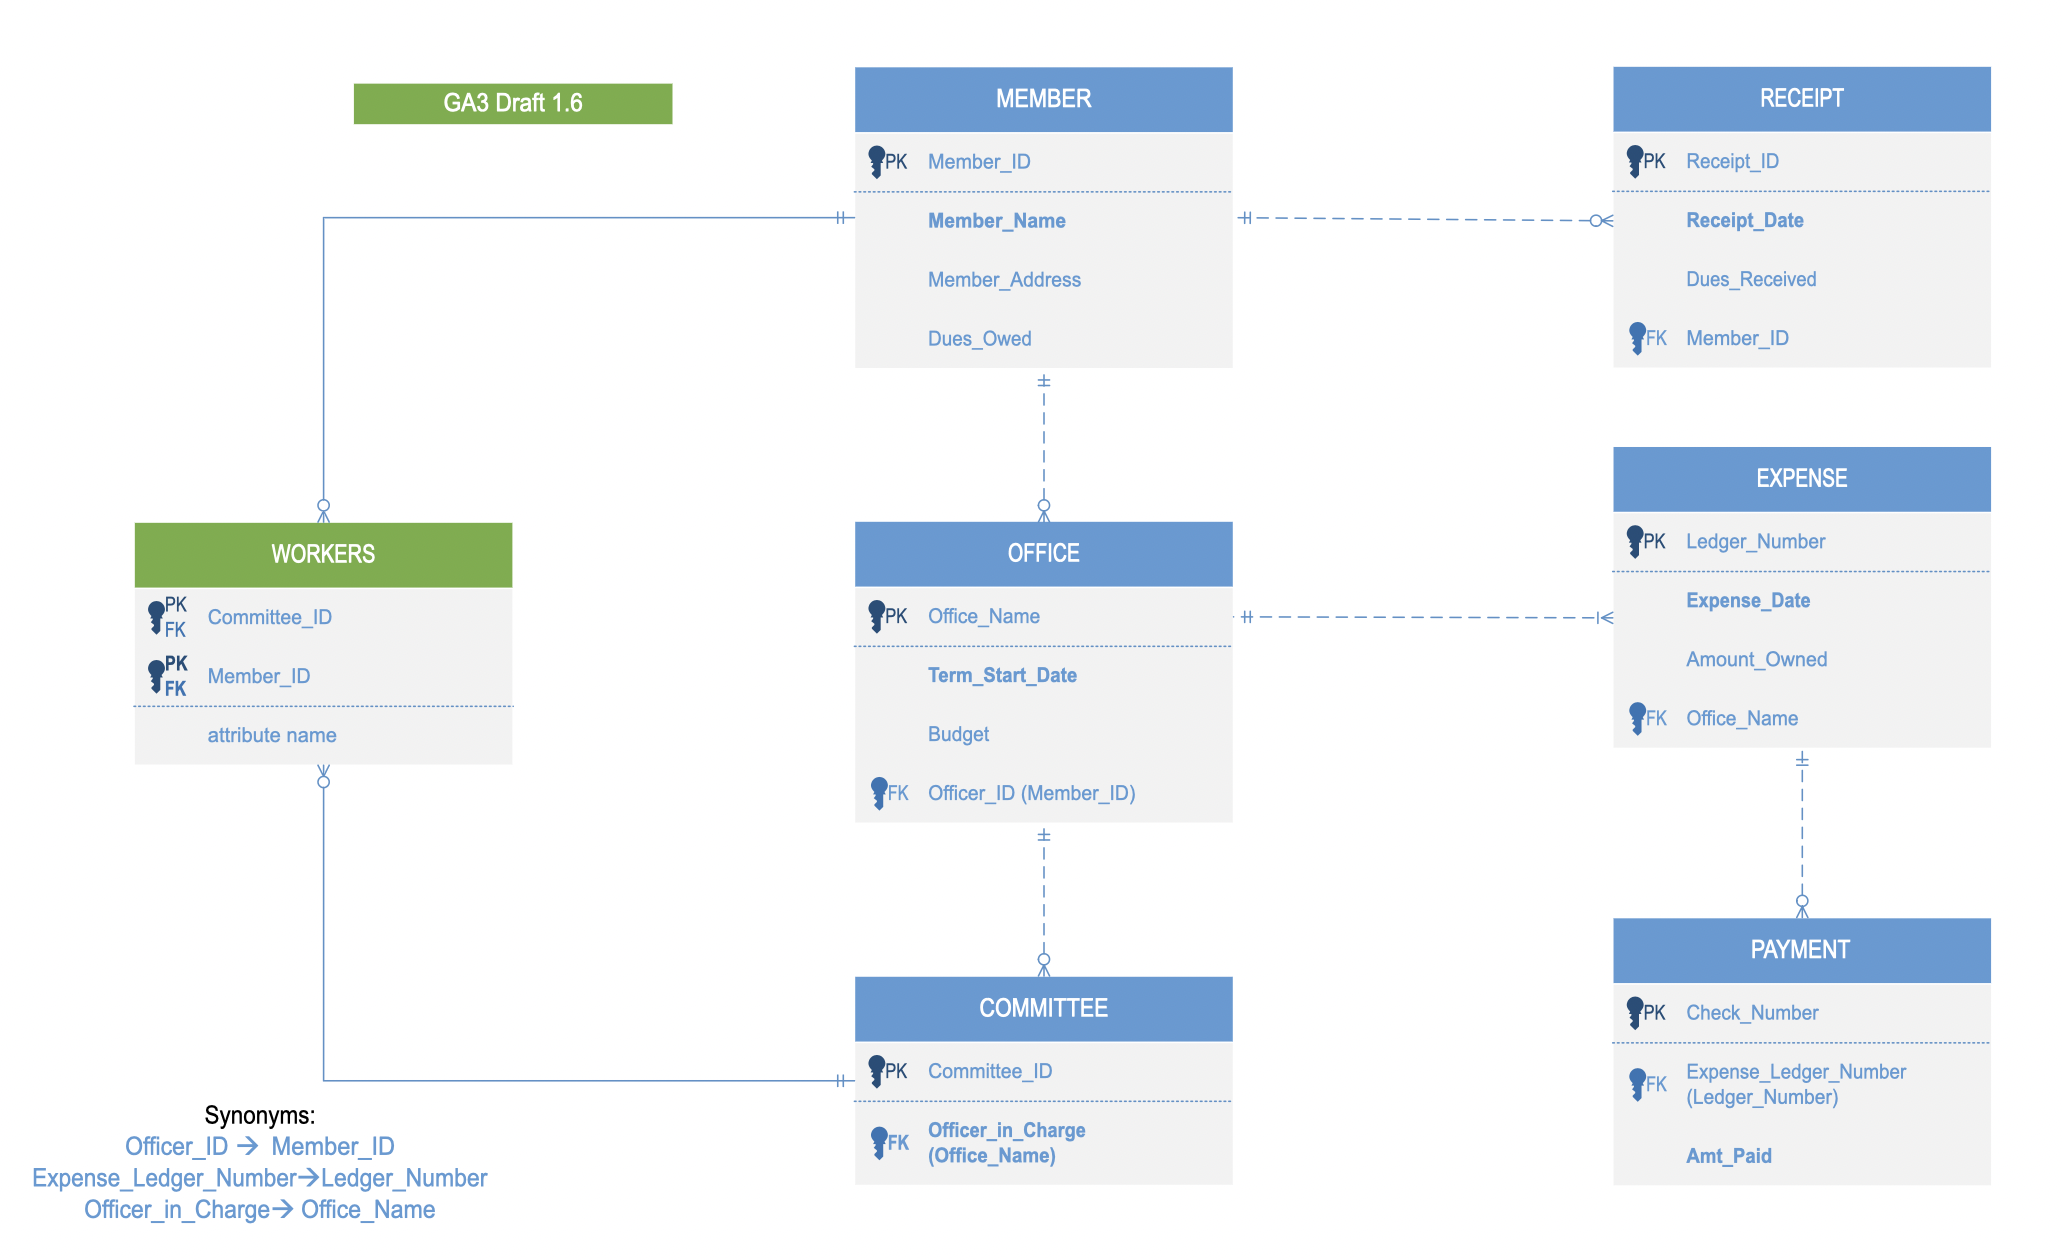 GA3 Draft 1.6
MEMBER
PK Member_ID
Member_Name
Member_Address
Dues_Owed
RECEIPT
PK Receipt_ID
Receipt_Date
Dues_Received
FK Member_ID
WORKERS
PK
FK Committee_ID
PK
FK Member_ID
attribute name
OFFICE
PK Office_Name
Term_Start_Date
Budget
FK Officer_ID (Member_ID)
EXPENSE
PK Ledger_Number
Expense_Date
Amount_Owned
FK Office_Name
COMMITTEE
PK Committee_ID
FK Officer_in_Charge
(Office_Name)
PAYMENT
PK Check_Number
FK Expense_Ledger_Number
(Ledger_Number)
Amt_Paid
Synonyms:
Officer_ID → Member_ID
Expense_Ledger_Number→Ledger_Number
Officer_in_Charge→ Office_Name